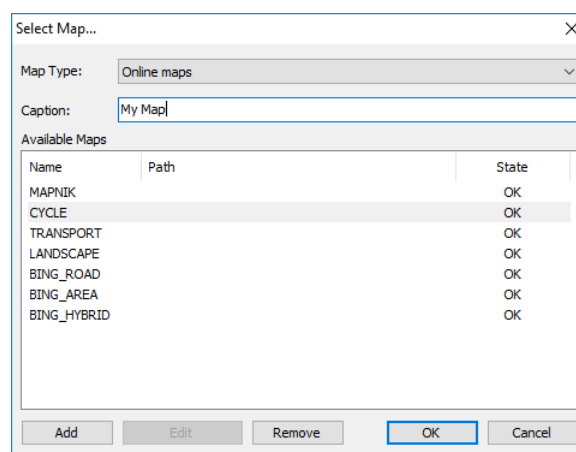 Select Map...
Map Type: Online maps
Caption: My Map
Available Maps
Name Path State
MAPNIK OK
CYCLE OK
TRANSPORT OK
LANDSCAPE OK
BING_ROAD OK
BING_AREA OK
BING_HYBRID OK
Add Edit Remove OK Cancel